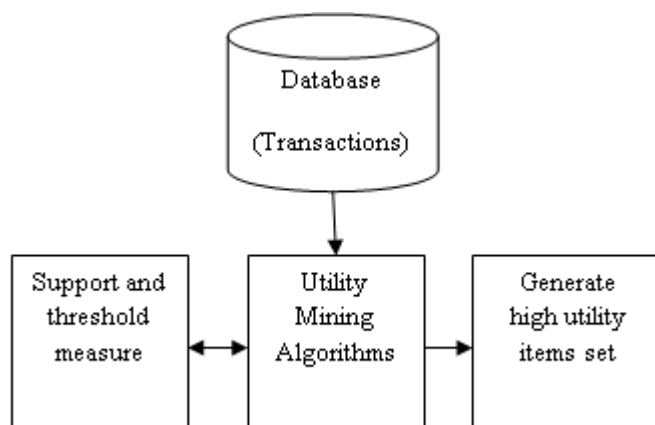 Database
(Transactions)
Support and
threshold
measure
Utility
Mining
Algorithms
Generate
high utility
items set